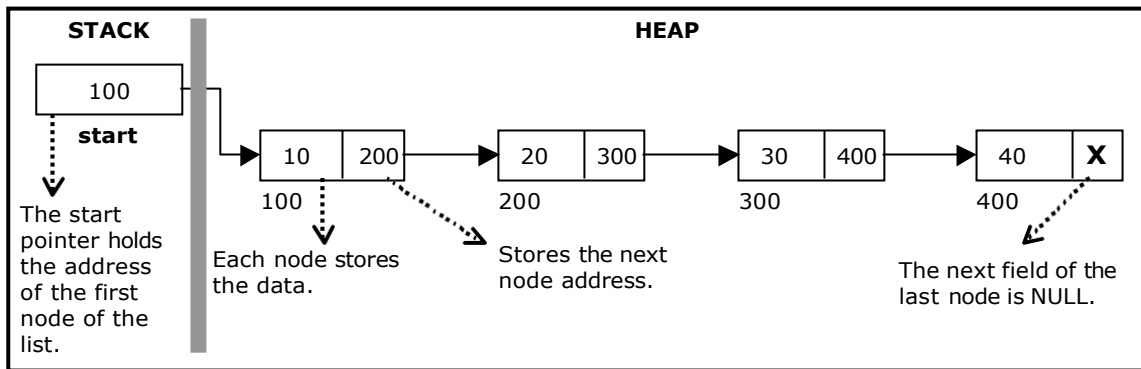 STACK
HEAP
100
start
10
200
20
300
30
400
40
X
100
200
300
400
The start
pointer holds
the address
of the first
node of the
list.
Each node stores
the data.
Stores the next
node address.
The next field of the
last node is NULL.